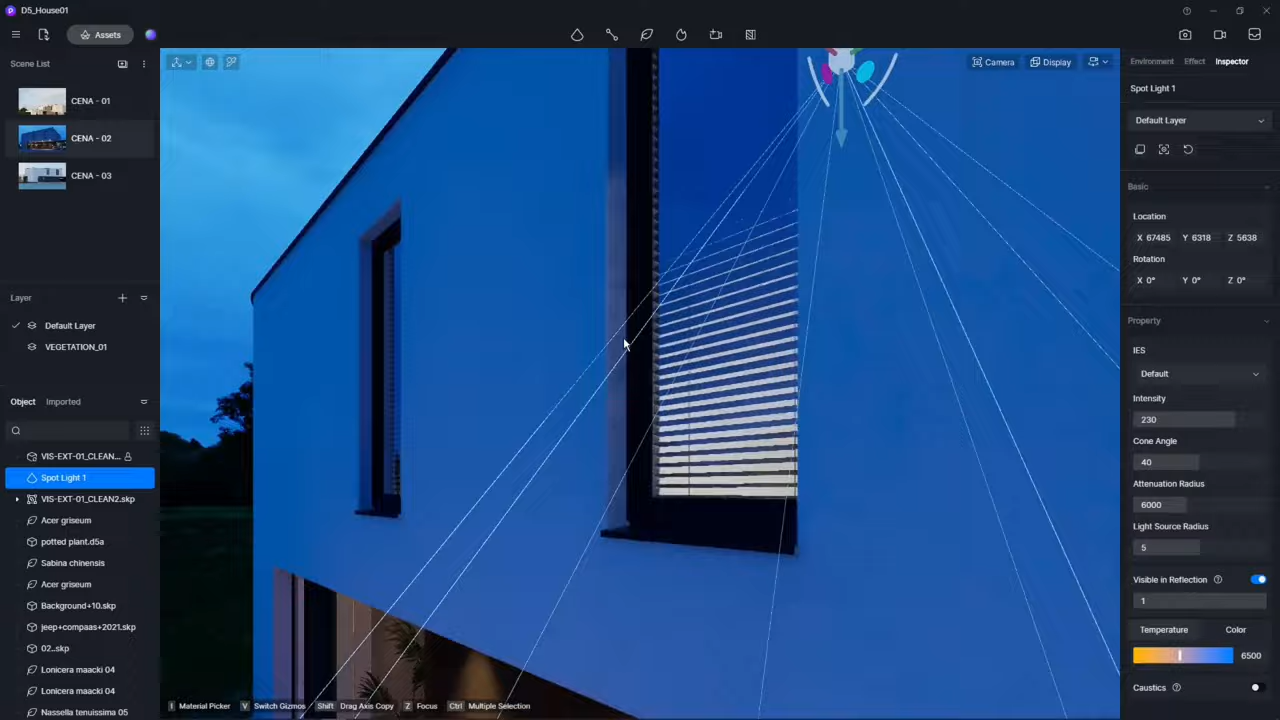 D5_House01
Assets
Scene List
CENA - 01
CENA - 02
CENA - 03
Layer
Default Layer
VEGETATION_01
Object Imported
VIS-EXT-01_CLEAN...
Spot Light 1
VIS-EXT-01_CLEAN2.skp
Acer griseum
potted plant.d5a
Sabina chinensis
Acer griseum
Background+10.skp
jeep+compaas+2021.skp
02..skp
Lonicera maacki 04
Lonicera maacki 04
Nassella tenuissima 05
Camera Display
I Material Picker V Switch Gizmos Shift Drag Axis Copy Z Focus Ctrl Multiple Selection
Environment Effect Inspector
Spot Light 1
Default Layer
Basic
Location
X 67485 Y 6318 Z 5638
Rotation
X 0° Y 0° Z 0°
Property
IES
Default
Intensity
230
Cone Angle
40
Attenuation Radius
6000
Light Source Radius
5
Visible in Reflection
1
Temperature Color
6500
Caustics